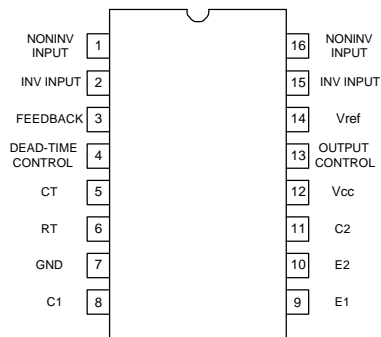 NONINV
INPUT
1
16
NONINV
INPUT
INV INPUT
2
15
INV INPUT
FEEDBACK
3
14
Vref
DEAD-TIME
CONTROL
4
13
OUTPUT
CONTROL
CT
5
12
Vcc
RT
6
11
C2
GND
7
10
E2
C1
8
9
E1